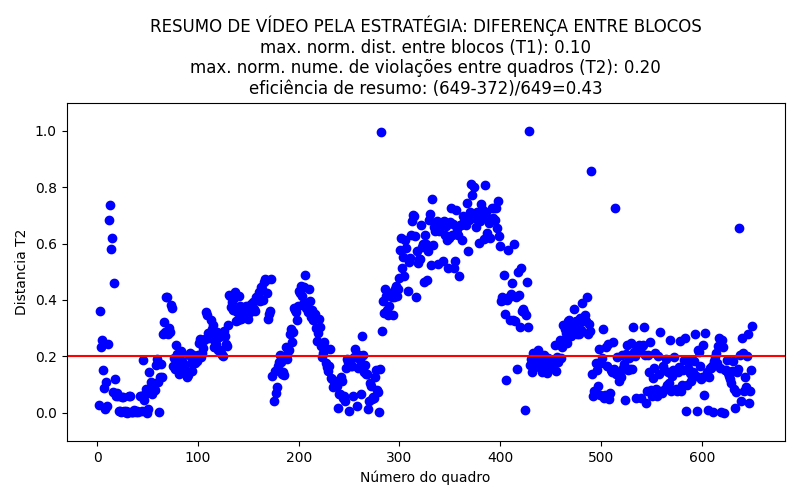 RESUMO DE VÍDEO PELA ESTRATÉGIA: DIFERENÇA ENTRE BLOCOS
max. norm. dist. entre blocos (T1): 0.10
max. norm. nume. de violações entre quadros (T2): 0.20
eficiência de resumo: (649-372)/649=0.43
1.0
0.8
0.6
0.4
0.2
0.0
Distancia T2
0 100 200 300 400 500 600
Número do quadro